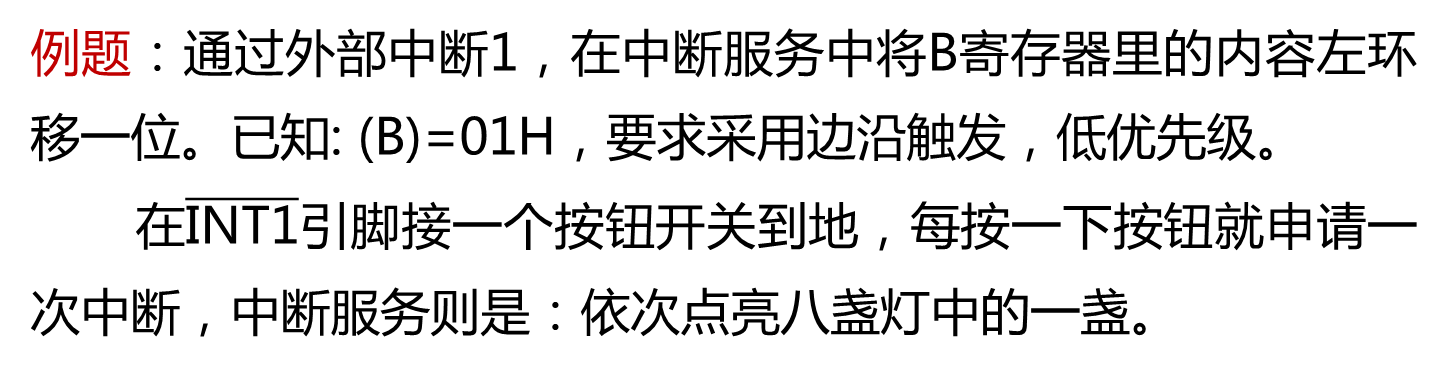 例题：通过外部中断1，在中断服务中将B寄存器里的内容左环
移一位。已知: (B)=01H，要求采用边沿触发，低优先级。
在I̅N̅T̅1̅引脚接一个按钮开关到地，每按一下按钮就申请一
次中断，中断服务则是：依次点亮八盏灯中的一盏。